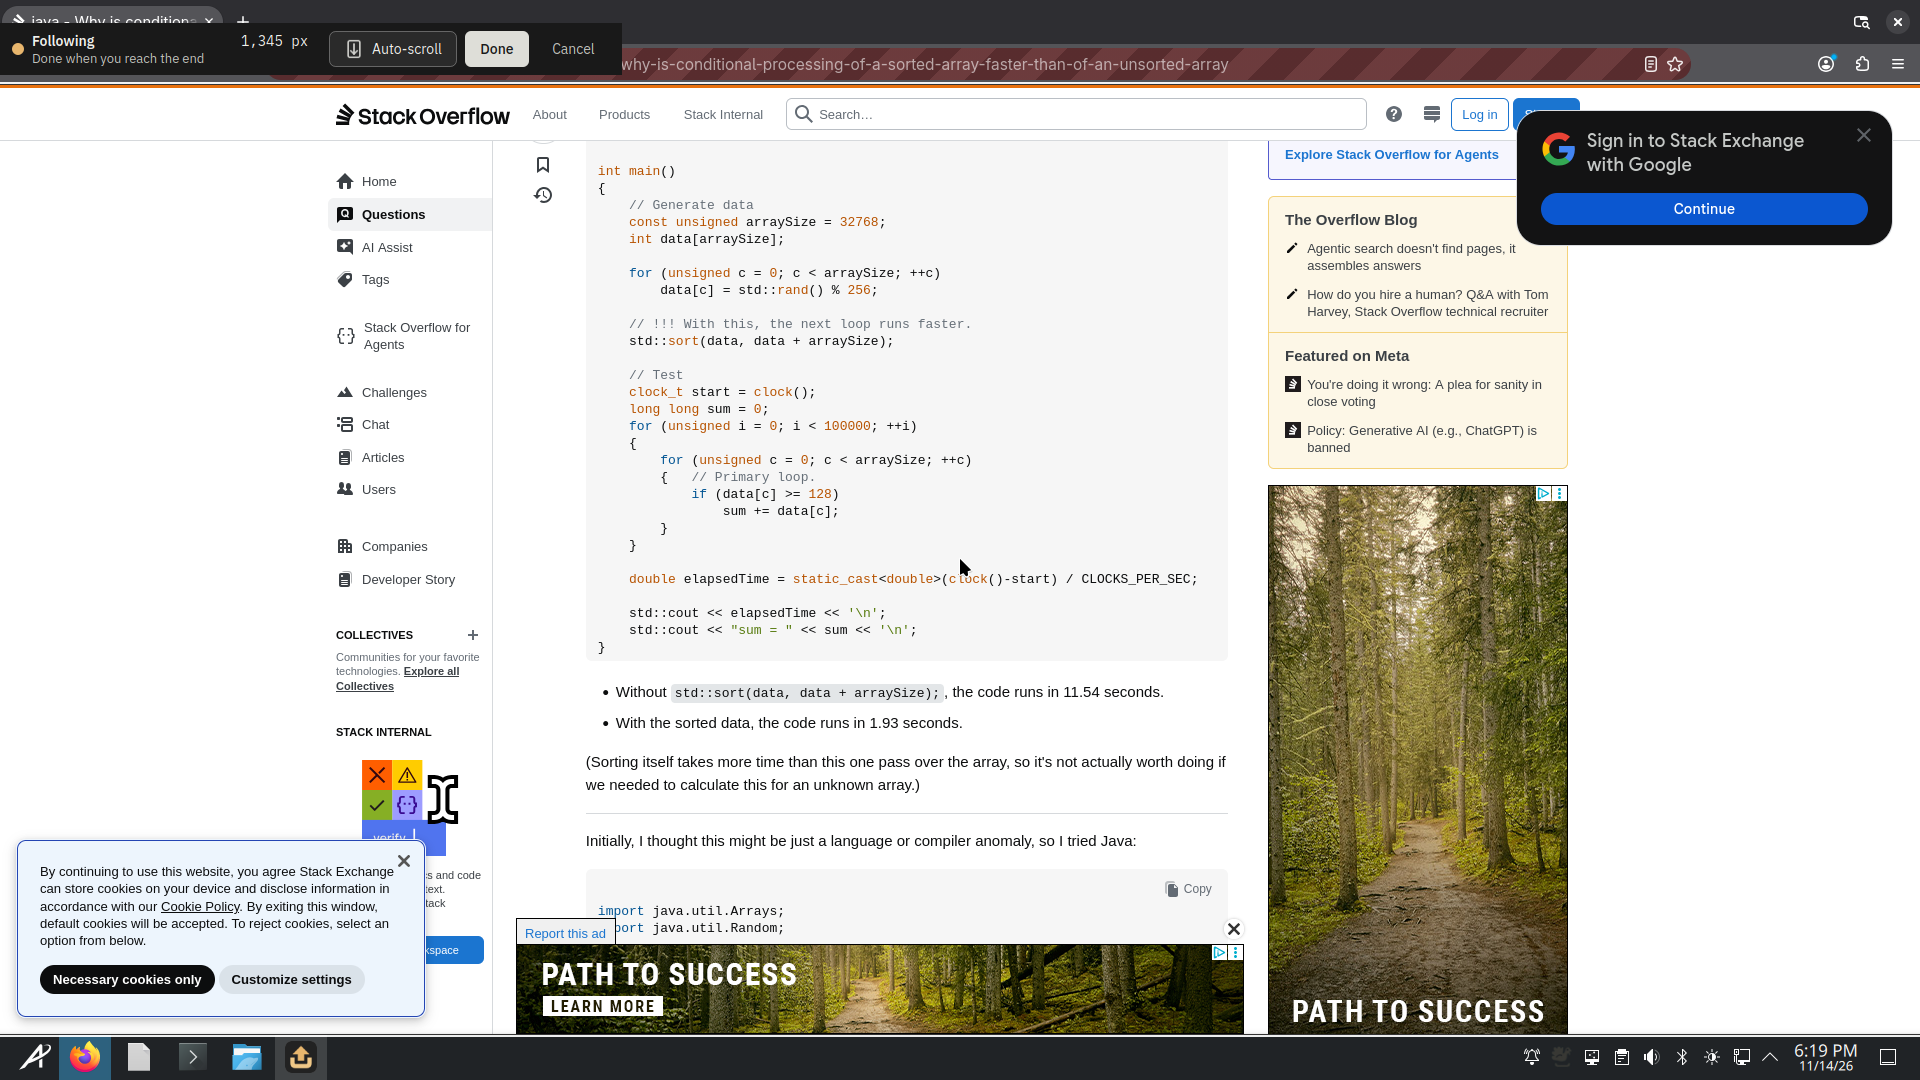 java - Why is conditiona
Following
Done when you reach the end
1,345 px
Auto-scroll
Done
Cancel
why-is-conditional-processing-of-a-sorted-array-faster-than-of-an-unsorted-array
Stack Overflow
About
Products
Stack Internal
Search…
Log in
Sign in to Stack Exchange
with Google
Continue
Home
Questions
AI Assist
Tags
Stack Overflow for
Agents
Challenges
Chat
Articles
Users
Companies
Developer Story
COLLECTIVES
Communities for your favorite
technologies. Explore all
Collectives
STACK INTERNAL
s and code
text.
tack
kspace
int main()
{
    // Generate data
    const unsigned arraySize = 32768;
    int data[arraySize];
    for (unsigned c = 0; c < arraySize; ++c)
        data[c] = std::rand() % 256;
    // !!! With this, the next loop runs faster.
    std::sort(data, data + arraySize);
    // Test
    clock_t start = clock();
    long long sum = 0;
    for (unsigned i = 0; i < 100000; ++i)
    {
        for (unsigned c = 0; c < arraySize; ++c)
        {   // Primary loop.
            if (data[c] >= 128)
                sum += data[c];
        }
    }
    double elapsedTime = static_cast<double>(clock()-start) / CLOCKS_PER_SEC;
    std::cout << elapsedTime << '\n';
    std::cout << "sum = " << sum << '\n';
}
• Without std::sort(data, data + arraySize);, the code runs in 11.54 seconds.
• With the sorted data, the code runs in 1.93 seconds.
(Sorting itself takes more time than this one pass over the array, so it's not actually worth doing if
we needed to calculate this for an unknown array.)
Initially, I thought this might be just a language or compiler anomaly, so I tried Java:
Copy
import java.util.Arrays;
port java.util.Random;
Explore Stack Overflow for Agents
The Overflow Blog
Agentic search doesn't find pages, it
assembles answers
How do you hire a human? Q&A with Tom
Harvey, Stack Overflow technical recruiter
Featured on Meta
You're doing it wrong: A plea for sanity in
close voting
Policy: Generative AI (e.g., ChatGPT) is
banned
PATH TO SUCCESS
Report this ad
PATH TO SUCCESS
LEARN MORE
By continuing to use this website, you agree Stack Exchange
can store cookies on your device and disclose information in
accordance with our Cookie Policy. By exiting this window,
default cookies will be accepted. To reject cookies, select an
option from below.
Necessary cookies only
Customize settings
6:19 PM
11/14/26